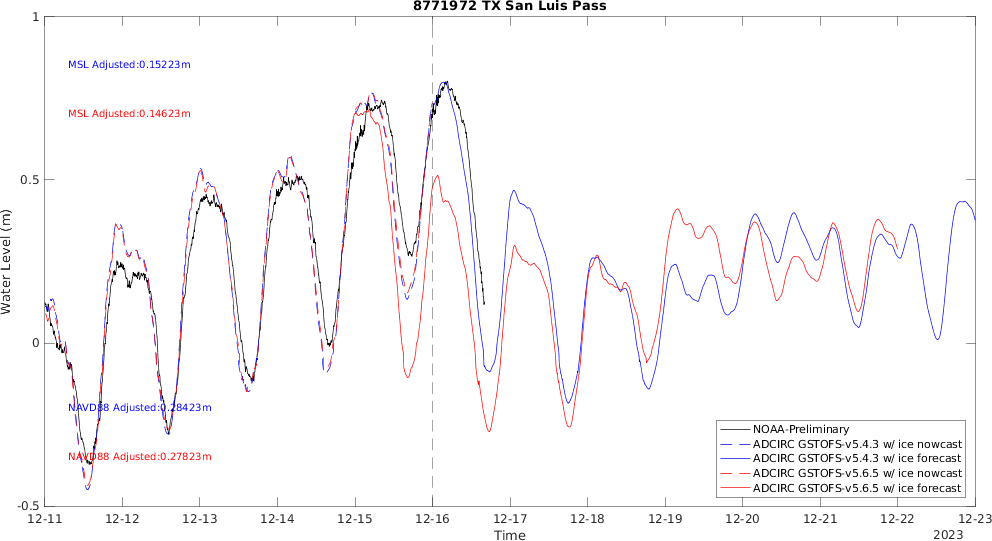 8771972 TX San Luis Pass
1
MSL Adjusted:0.15223m
MSL Adjusted:0.14623m
0.5
Water Level (m)
0
NAVD88 Adjusted:0.28423m
NAVD88 Adjusted:0.27823m
NOAA-Preliminary
ADCIRC GSTOFS-v5.4.3 w/ ice nowcast
ADCIRC GSTOFS-v5.4.3 w/ ice forecast
ADCIRC GSTOFS-v5.6.5 w/ ice nowcast
ADCIRC GSTOFS-v5.6.5 w/ ice forecast
-0.5
12-11 12-12 12-13 12-14 12-15 12-16 12-17 12-18 12-19 12-20 12-21 12-22 12-23
Time
2023